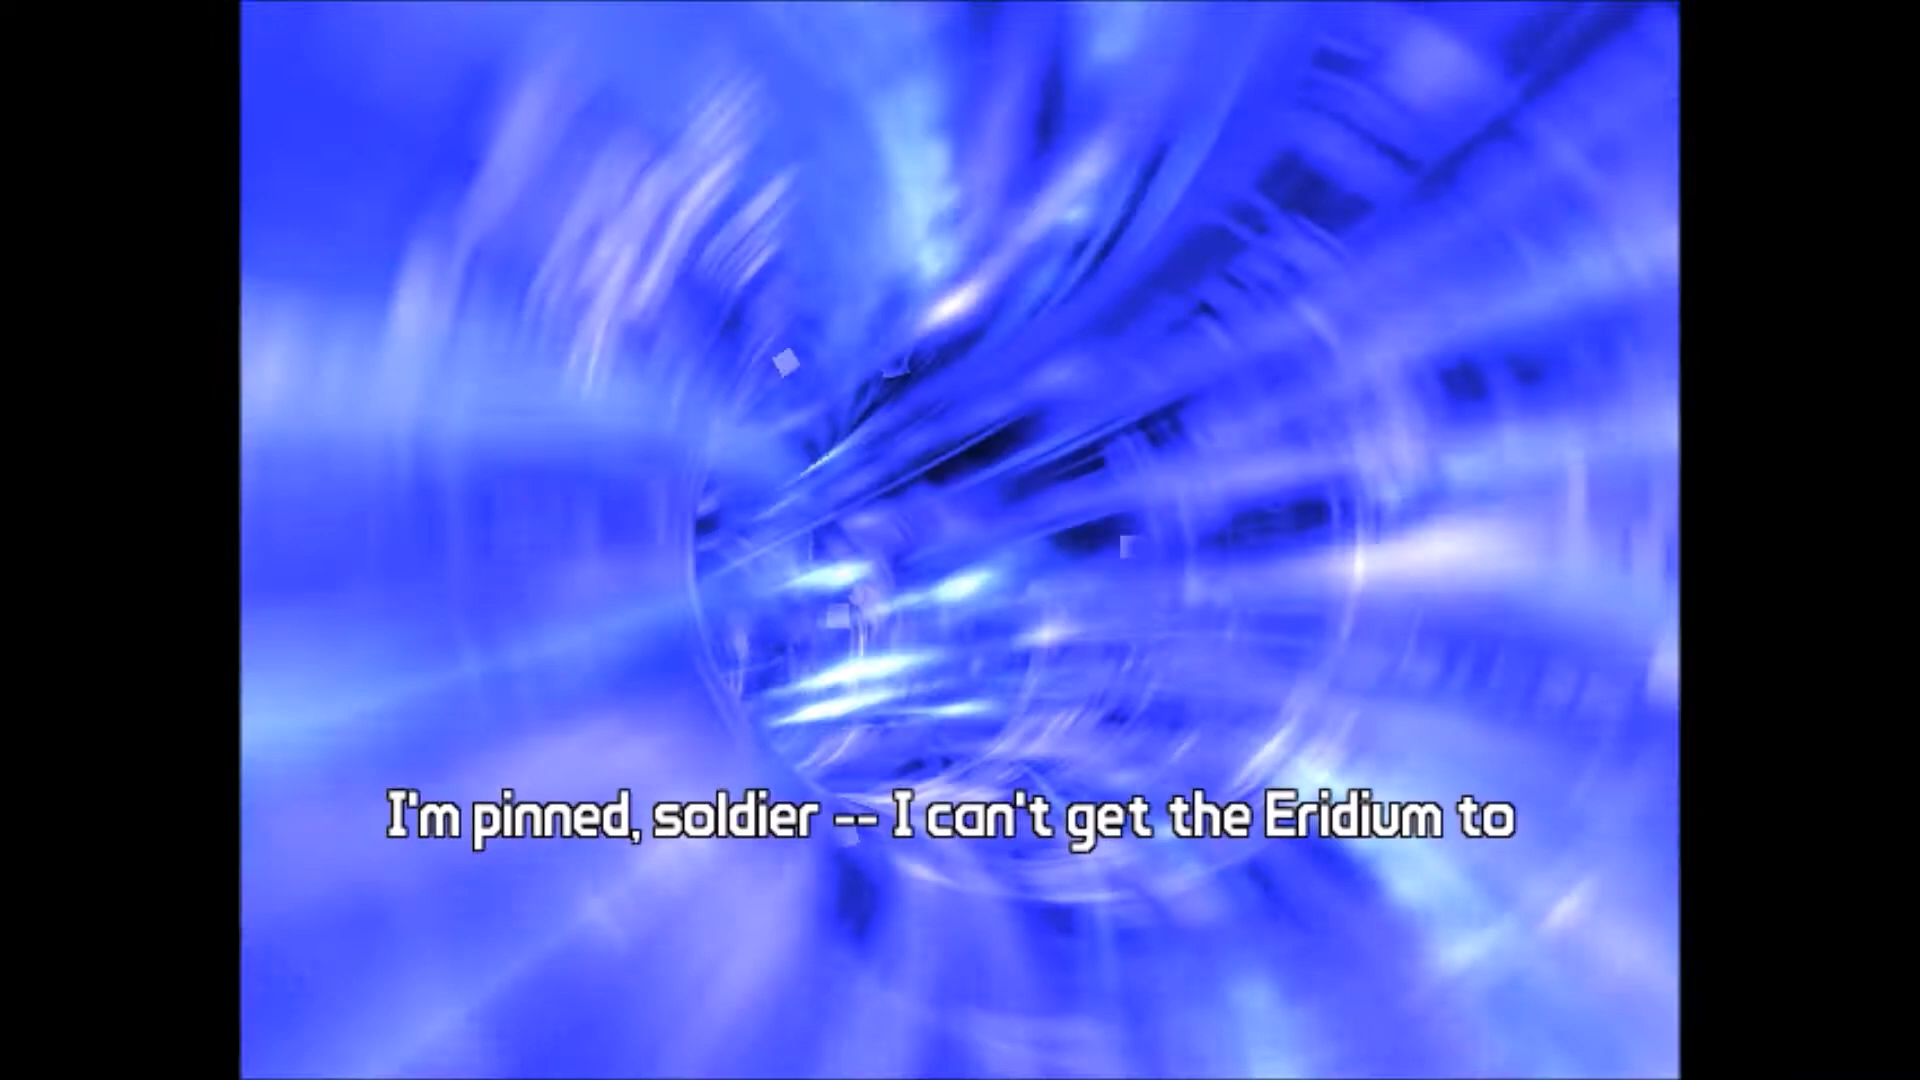 I'm pinned, soldier -- I can't get the Eridium to